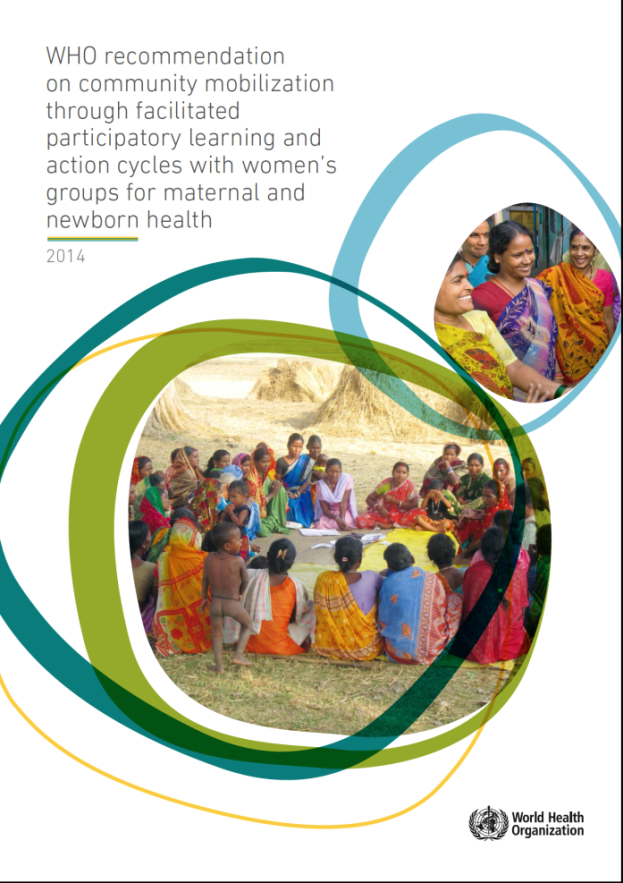 WHO recommendation
on community mobilization
through facilitated
participatory learning and
action cycles with women's
groups for maternal and
newborn health
2014
World Health
Organization